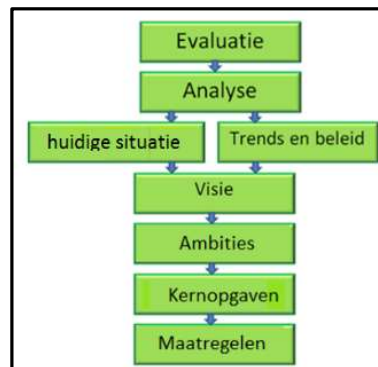 Evaluatie
Analyse
huidige situatie
Trends en beleid
Visie
Ambities
Kernopgaven
Maatregelen